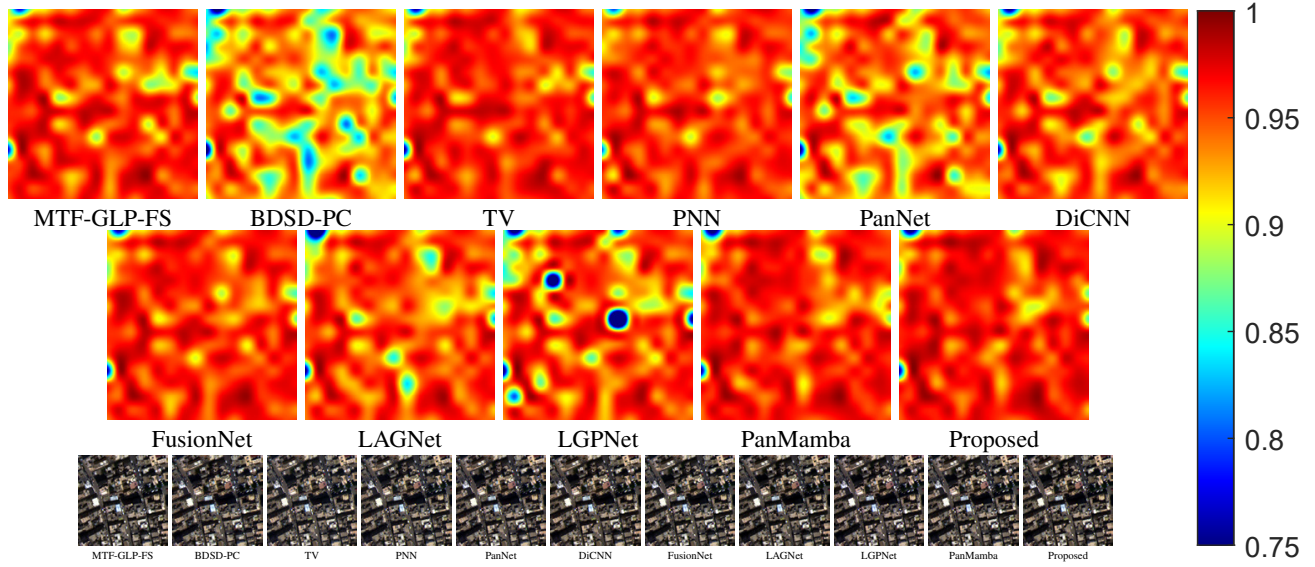 MTF-GLP-FS BDSD-PC TV PNN PanNet DiCNN
FusionNet LAGNet LGPNet PanMamba Proposed
MTF-GLP-FS BDSD-PC TV PNN PanNet DiCNN FusionNet LAGNet LGPNet PanMamba Proposed
1
0.95
0.9
0.85
0.8
0.75